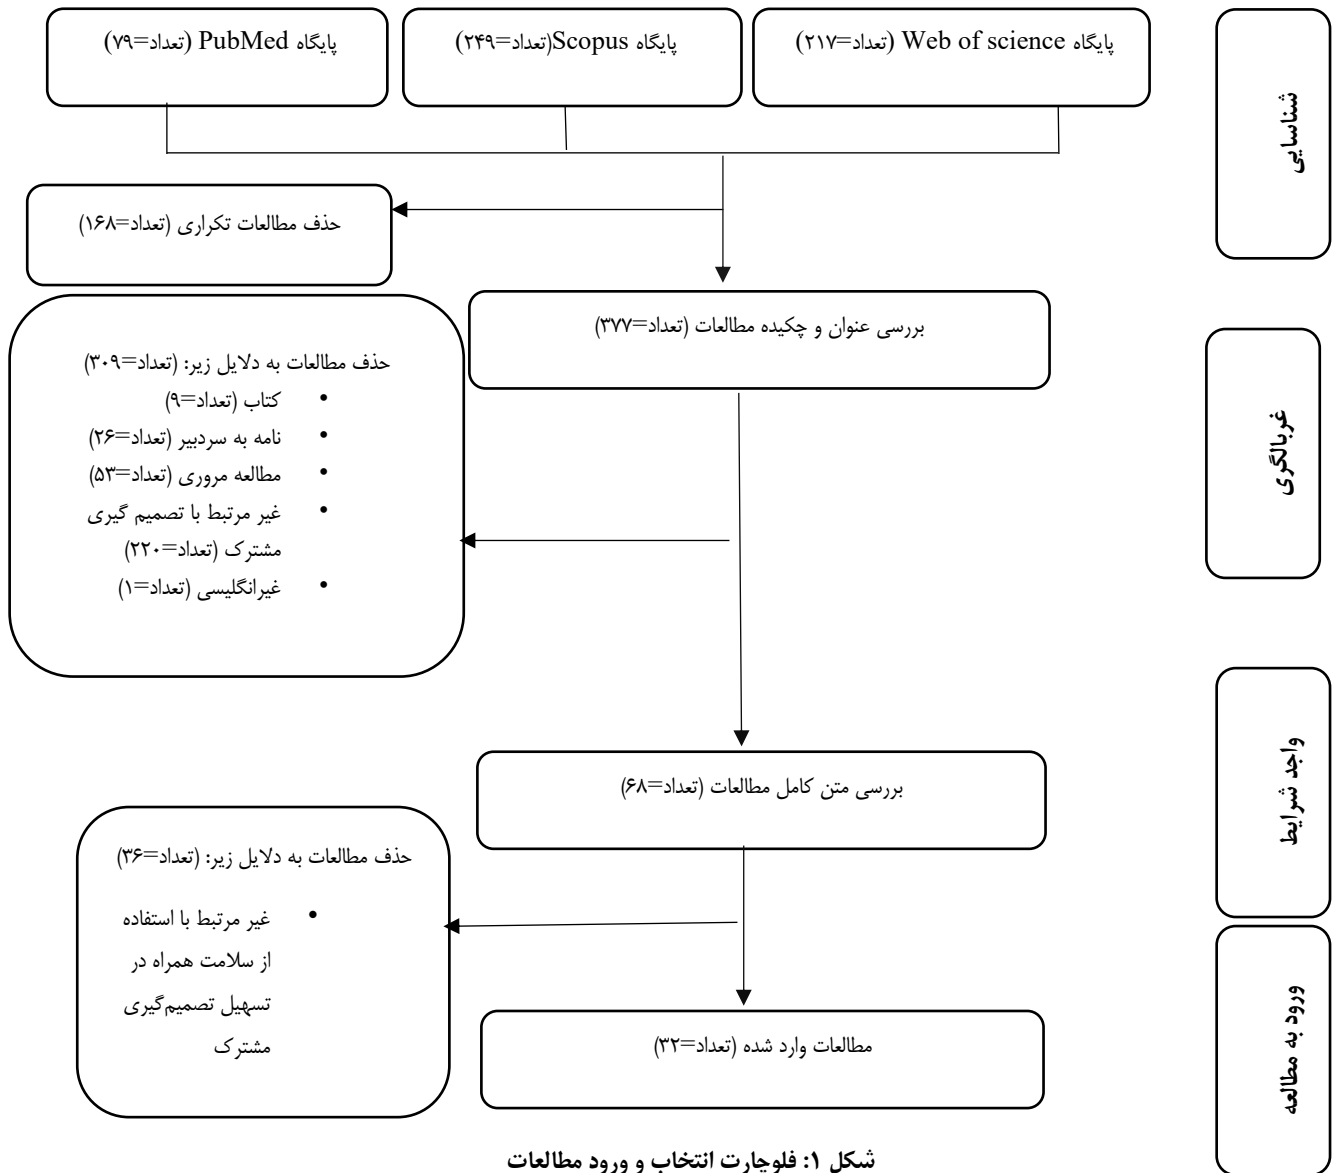 پایگاه Web of science (تعداد=۲۱۷)
پایگاه Scopus(تعداد=۲۴۹)
پایگاه PubMed (تعداد=۷۹)
شناسایی
حذف مطالعات تکراری (تعداد=۱۶۸)
بررسی عنوان و چکیده مطالعات (تعداد=۳۷۷)
غربالگری
حذف مطالعات به دلایل زیر: (تعداد=۳۰۹)
• کتاب (تعداد=۹)
• نامه به سردبیر (تعداد=۲۶)
• مطالعه مروری (تعداد=۵۳)
• غیر مرتبط با تصمیم گیری
مشترک (تعداد=۲۲۰)
• غیرانگلیسی (تعداد=۱)
بررسی متن کامل مطالعات (تعداد=۶۸)
واجد شرایط
حذف مطالعات به دلایل زیر: (تعداد=۳۶)
• غیر مرتبط با استفاده
از سلامت همراه در
تسهیل تصمیم‌گیری
مشترک
مطالعات وارد شده (تعداد=۳۲)
ورود به مطالعه
شکل ۱: فلوچارت انتخاب و ورود مطالعات